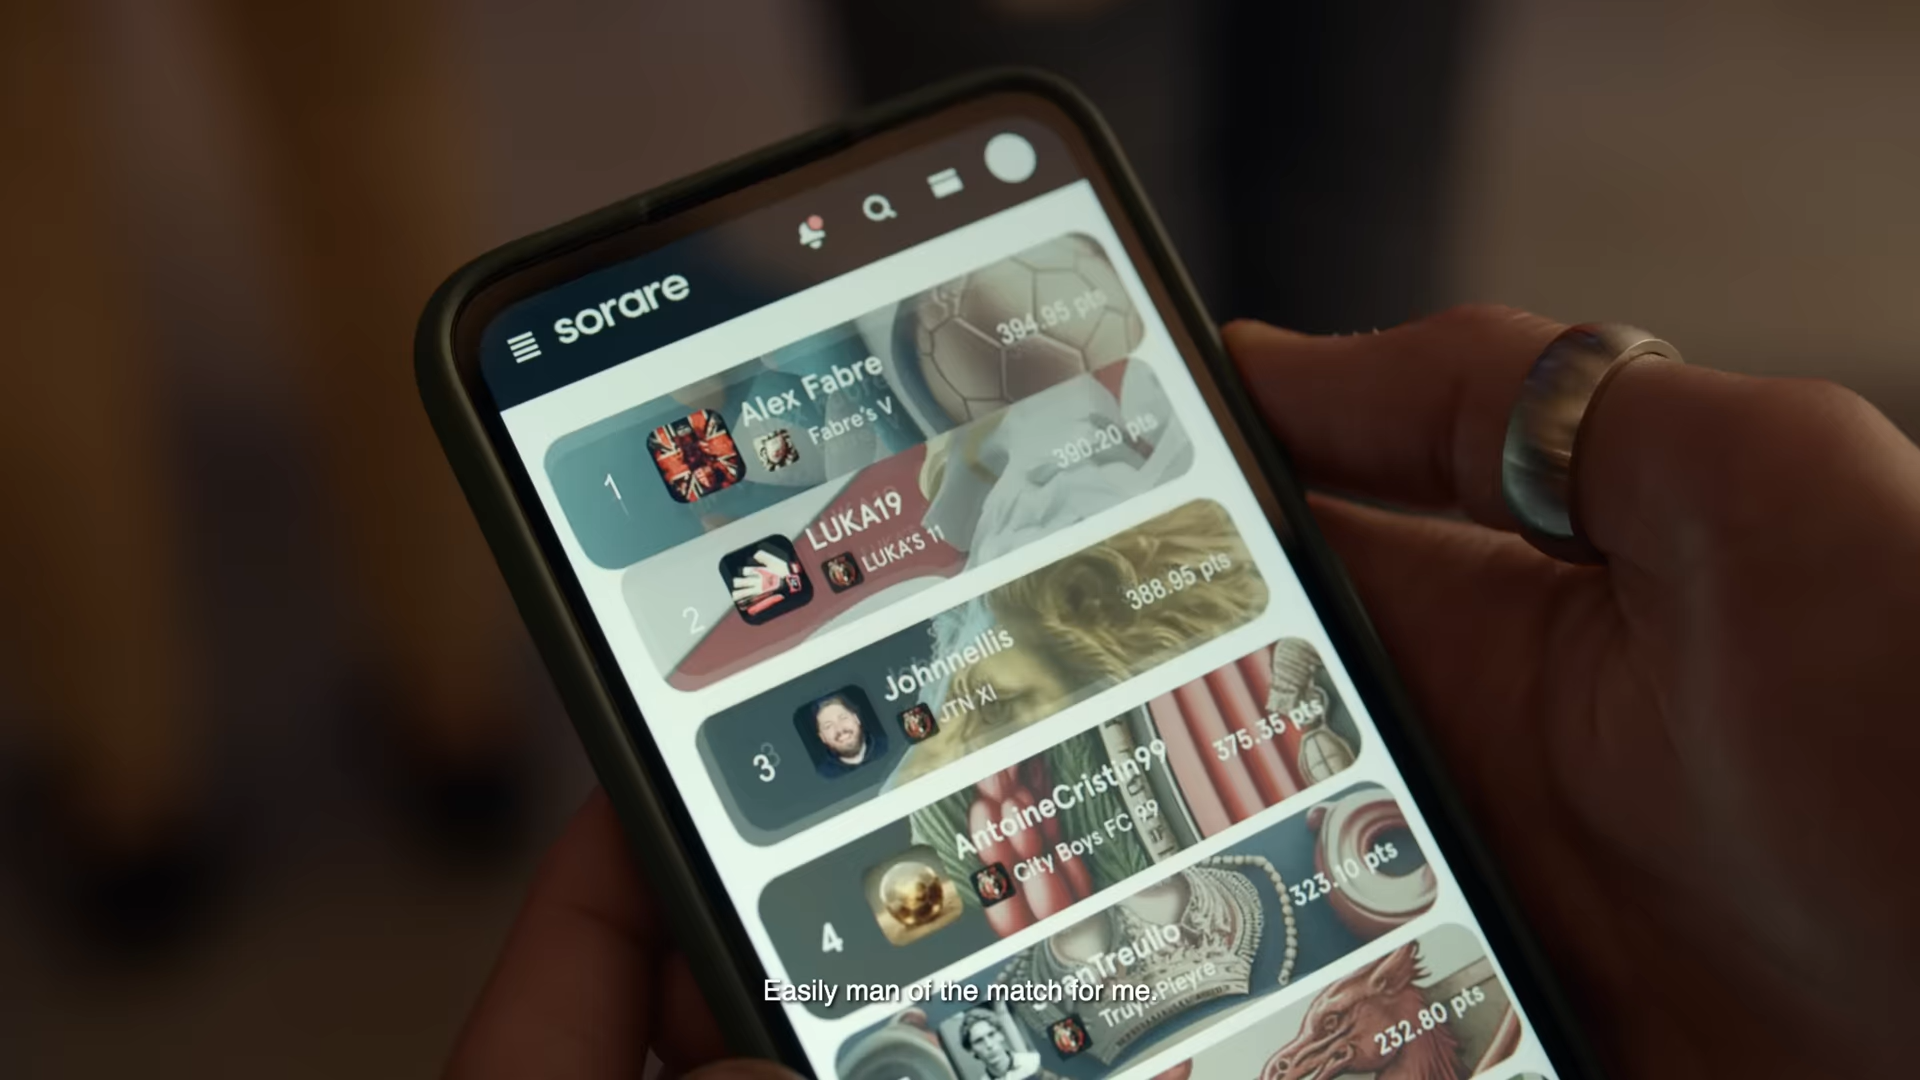 sorare
394.95 pts
1
Alex Fabre
Fabre's V
390.20 pts
2
LUKA19
LUKA'S 11
388.95 pts
3
Johnnellis
JTN XI
375.35 pts
4
AntoineCristin99
City Boys FC 99
323.10 pts
232.80 pts
Easily man of the match for me.